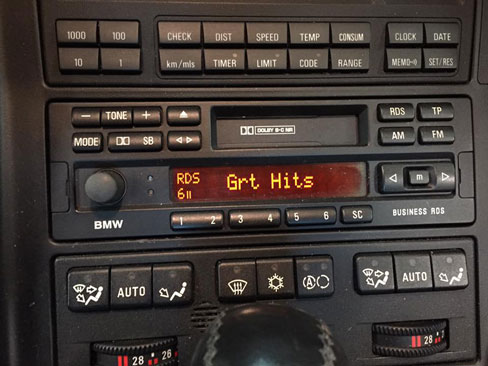 1000 100 CHECK DIST SPEED TEMP CONSUM CLOCK DATE
10 1 km/mls TIMER LIMIT CODE RANGE MEMO SET/RES
− TONE + RDS TP
MODE SB DOLBY B-C NR AM FM
RDS Grt Hits m
6
BMW 1 2 3 4 5 6 SC BUSINESS RDS
AUTO A AUTO
28 26 28